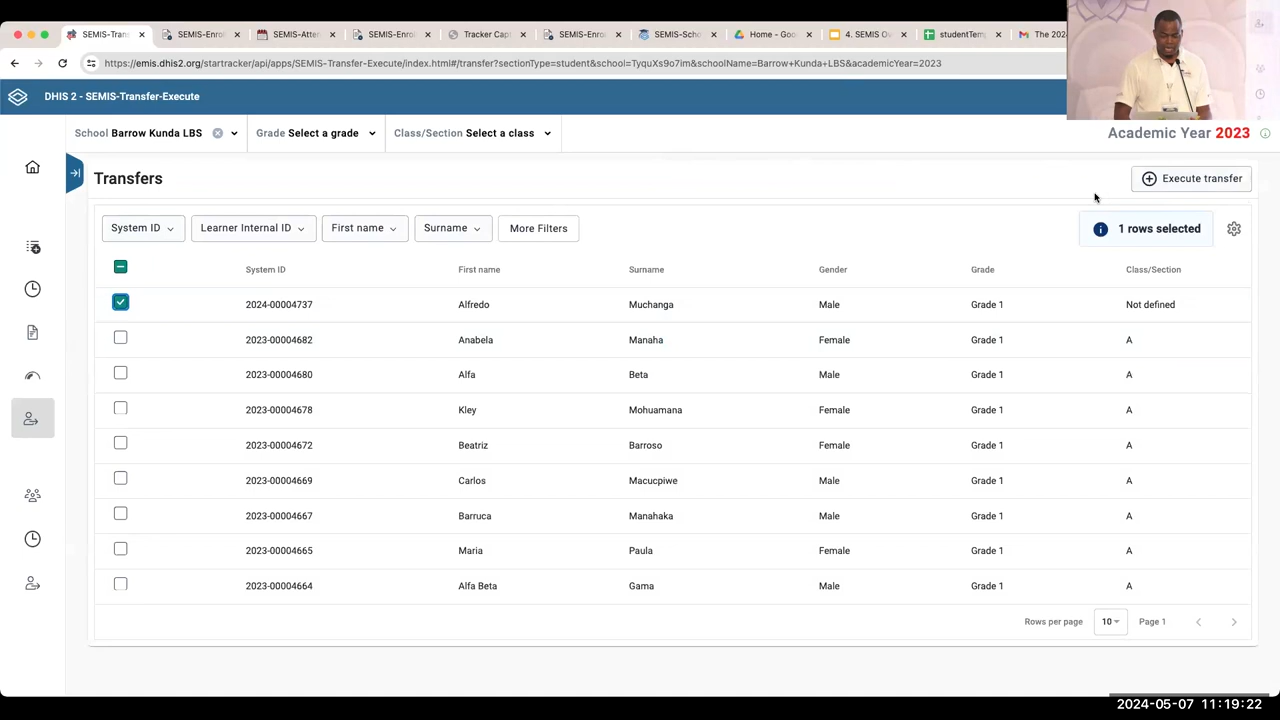 SEMIS-Trans
SEMIS-Enrol
SEMIS-Atte
SEMIS-Enro
Tracker Cap
SEMIS-Enro
SEMIS-Scho
Home - Goo
4. SEMIS O
studentTem
The 202
https://emis.dhis2.org/startracker/api/apps/SEMIS-Transfer-Execute/index.html#/transfer?sectionType=student&school=TyquXs9o7im&schoolName=Barrow+Kunda+LBS&academicYear=2023
DHIS 2 - SEMIS-Transfer-Execute
School Barrow Kunda LBS
Grade Select a grade
Class/Section Select a class
Academic Year 2023
Transfers
Execute transfer
System ID
Learner Internal ID
First name
Surname
More Filters
1 rows selected
System ID First name Surname Gender Grade Class/Section
2024-00004737 Alfredo Muchanga Male Grade 1 Not defined
2023-00004682 Anabela Manaha Female Grade 1 A
2023-00004680 Alfa Beta Male Grade 1 A
2023-00004678 Kley Mohuamana Female Grade 1 A
2023-00004672 Beatriz Barroso Female Grade 1 A
2023-00004669 Carlos Macucpiwe Male Grade 1 A
2023-00004667 Barruca Manahaka Male Grade 1 A
2023-00004665 Maria Paula Female Grade 1 A
2023-00004664 Alfa Beta Gama Male Grade 1 A
Rows per page 10 Page 1
2024-05-07 11:19:22